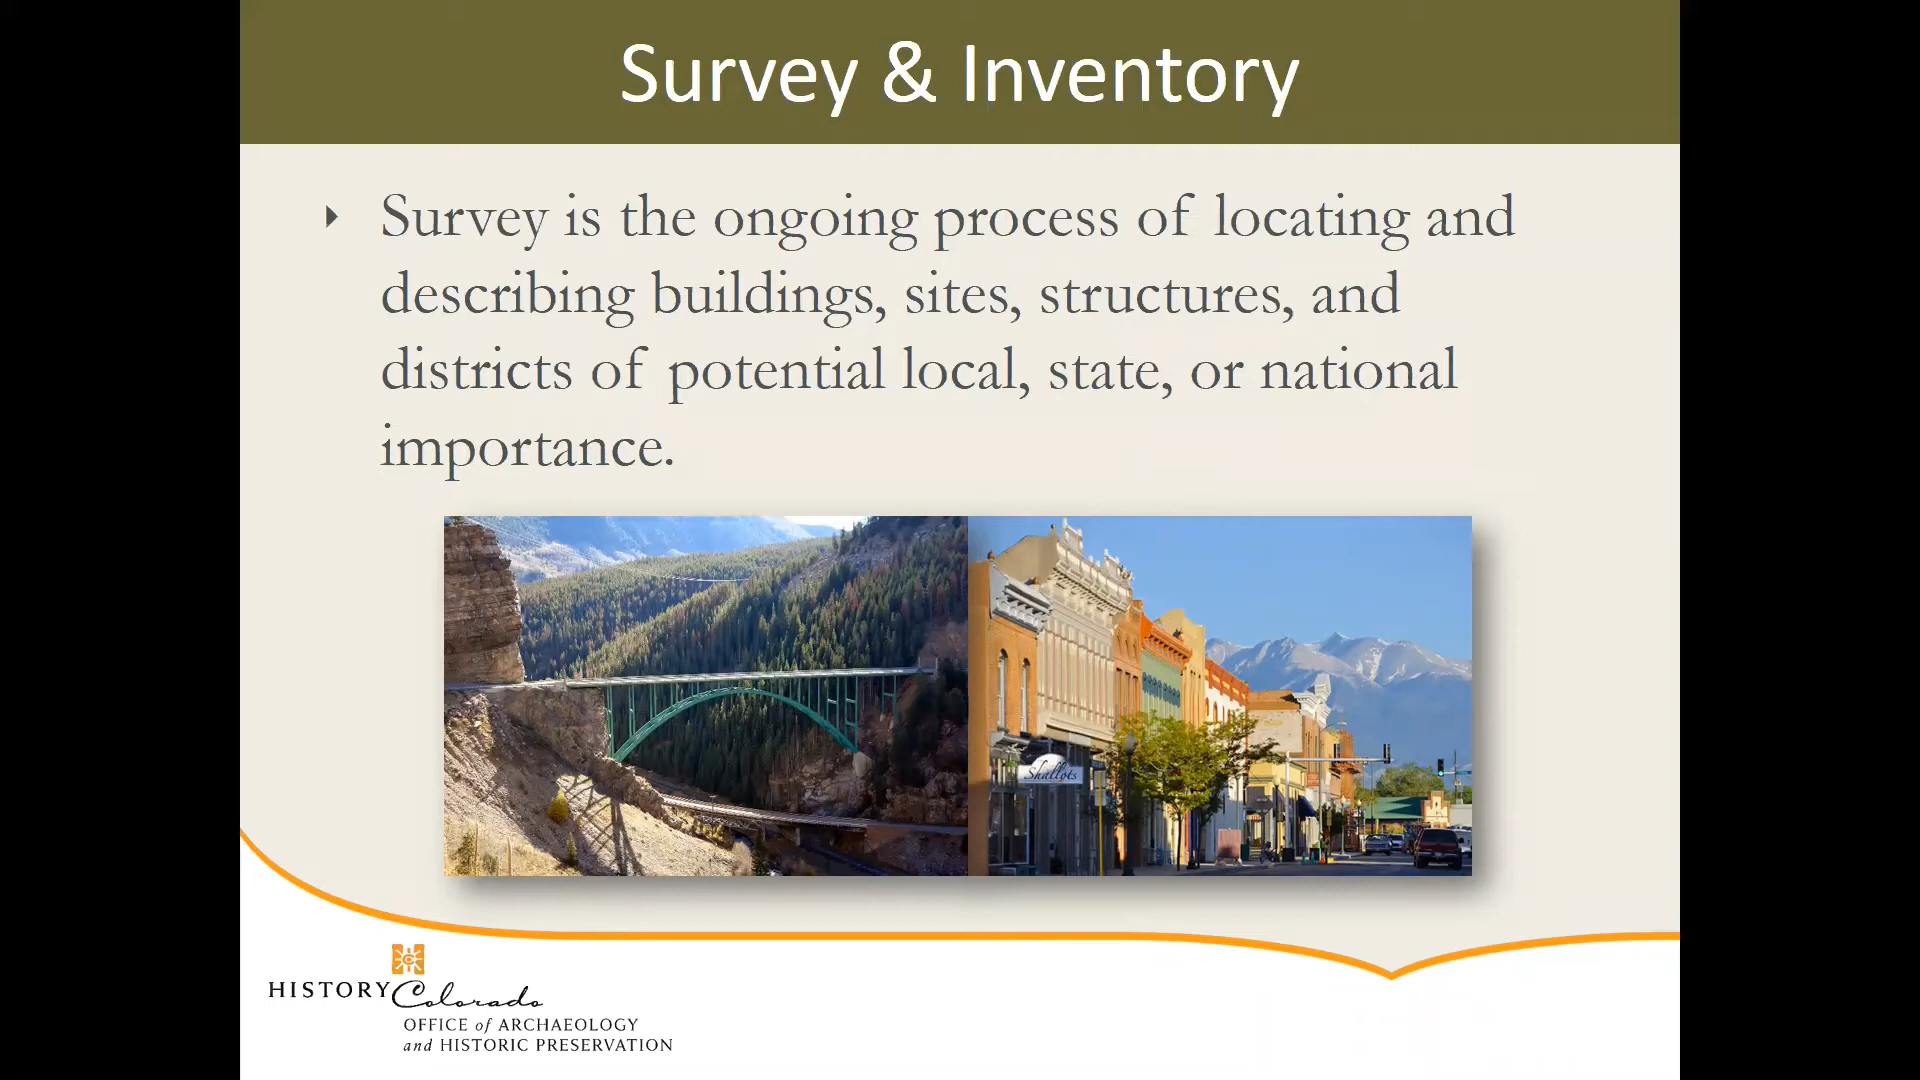 Survey & Inventory
‣ Survey is the ongoing process of locating and
describing buildings, sites, structures, and
districts of potential local, state, or national
importance.
Shallots
HISTORY Colorado
OFFICE of ARCHAEOLOGY
and HISTORIC PRESERVATION